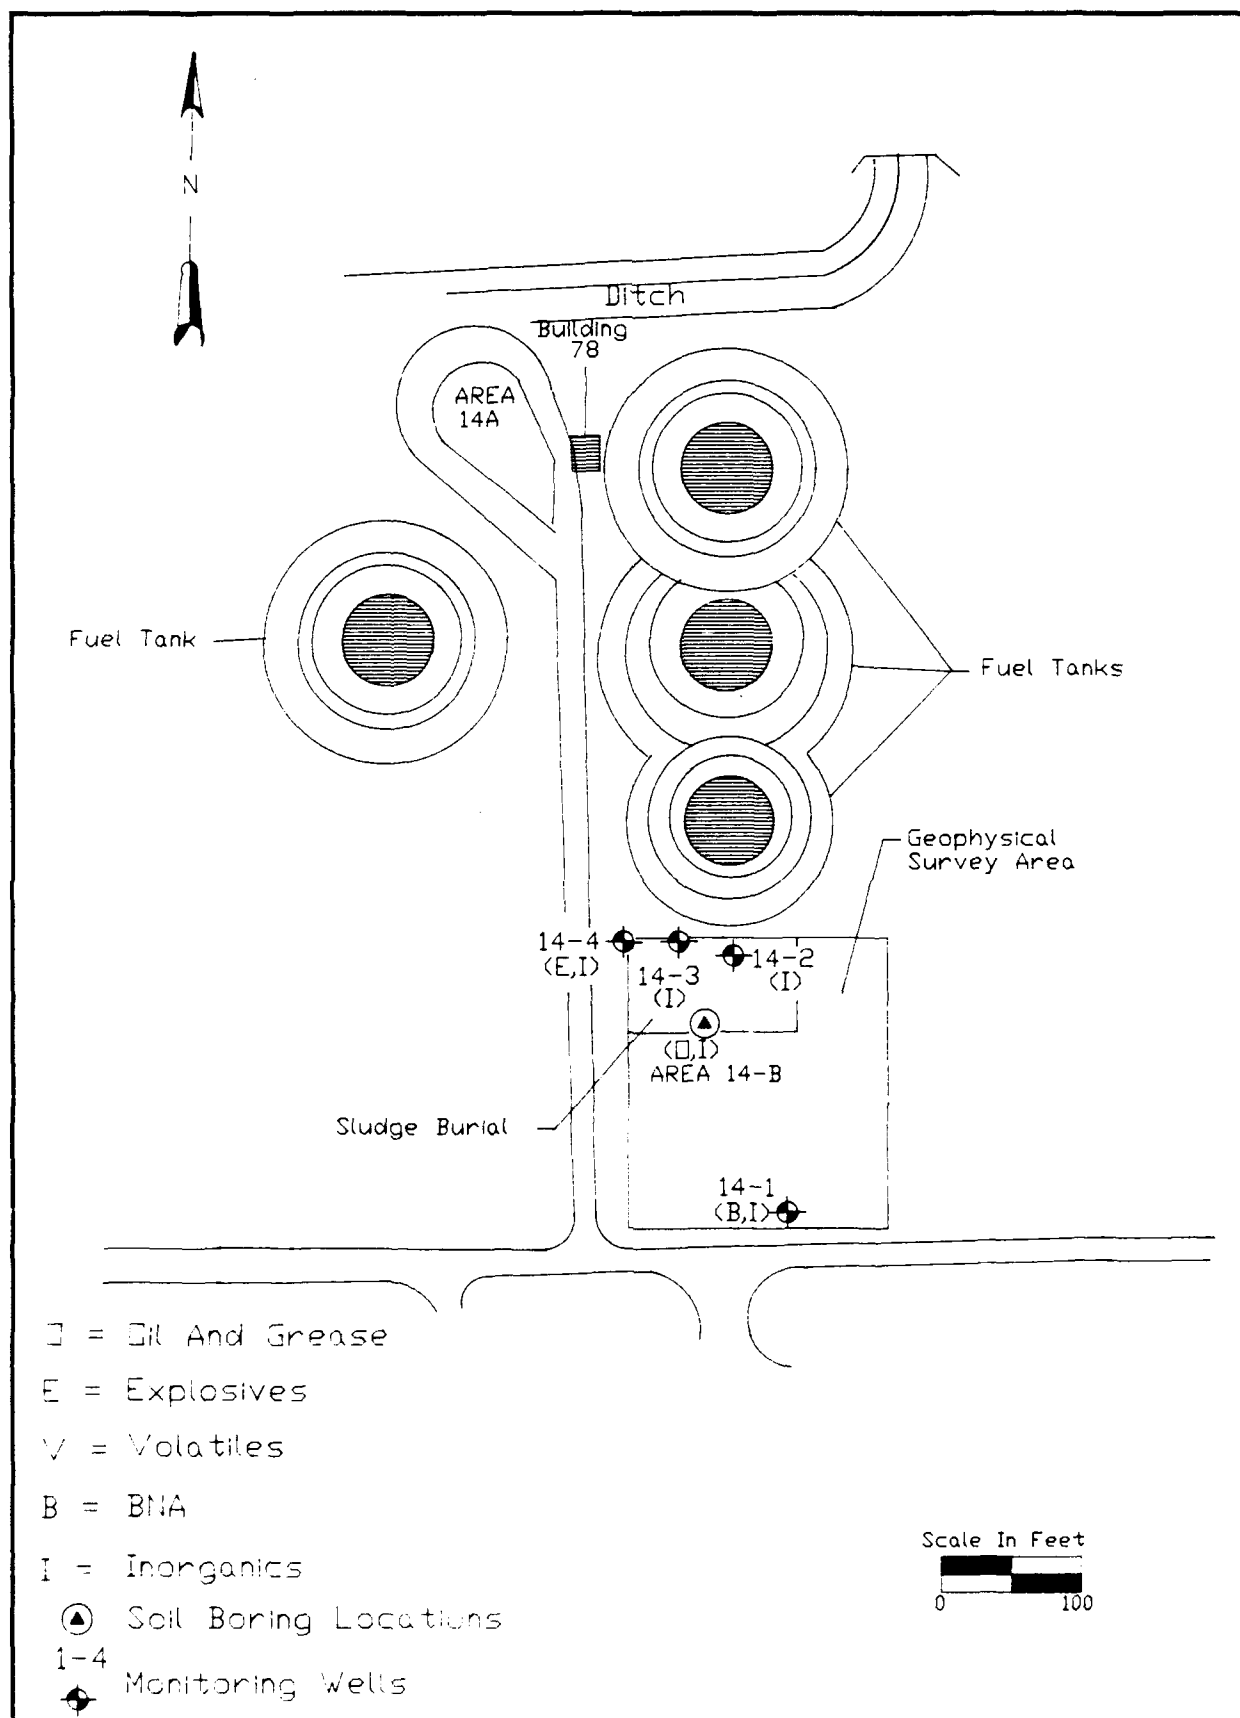 N
Ditch
Building
78
AREA
14A
Fuel Tank
Fuel Tanks
Geophysical
Survey Area
14-4
(E,I)
14-3
(I)
14-2
(I)
(O,I)
AREA 14-B
Sludge Burial
14-1
(B,I)
O = Oil And Grease
E = Explosives
V = Volatiles
B = BNA
I = Inorganics
Soil Boring Locations
1-4
Monitoring Wells
Scale In Feet
0 100